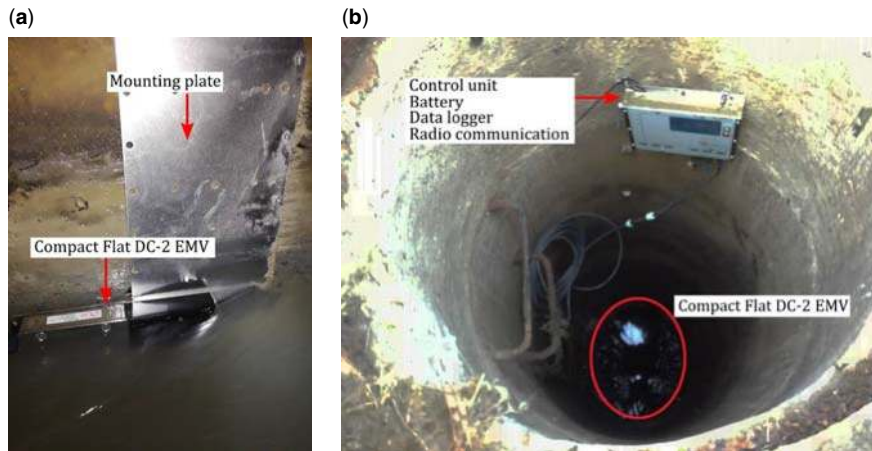 (a)
Mounting plate
Compact Flat DC-2 EMV
(b)
Control unit
Battery
Data logger
Radio communication
Compact Flat DC-2 EMV